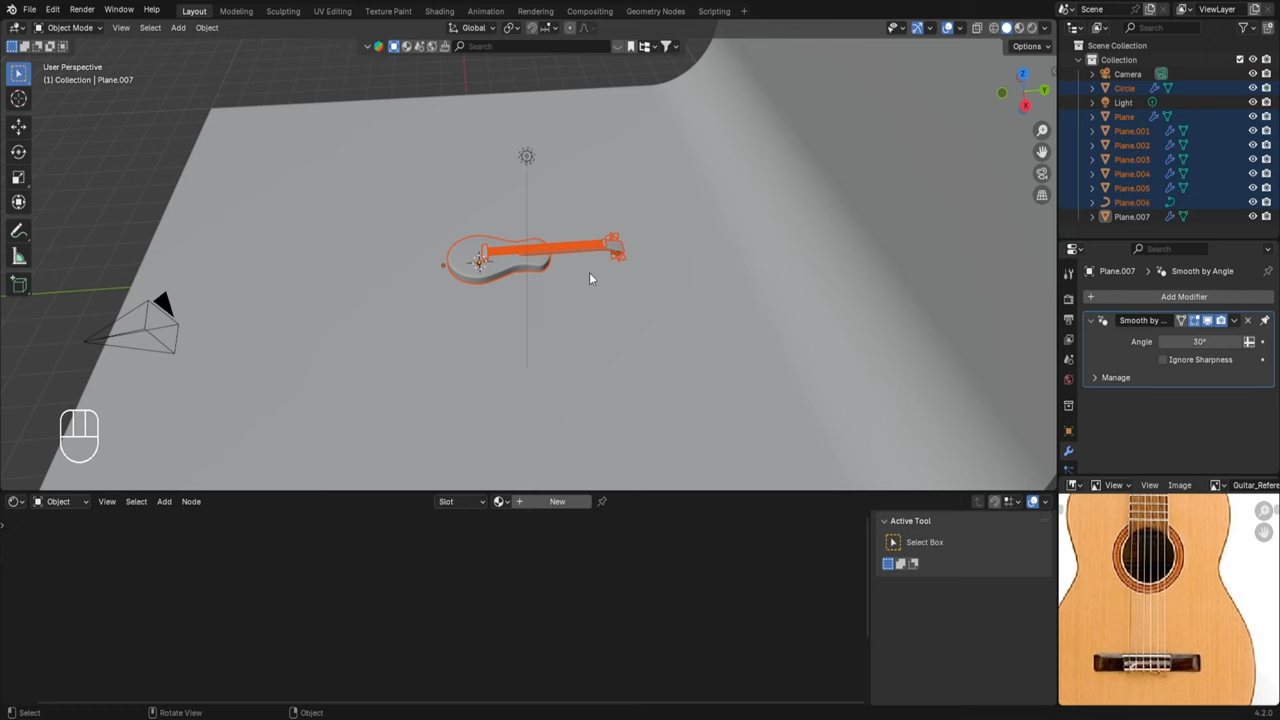 File Edit Render Window Help
Layout Modeling Sculpting UV Editing Texture Paint Shading Animation Rendering Compositing Geometry Nodes Scripting +
Scene
ViewLayer
Object Mode View Select Add Object
Global
Search
Options
User Perspective
(1) Collection | Plane.007
Z
Y
X
Search
Scene Collection
Collection
Camera
Circle
Light
Plane
Plane.001
Plane.002
Plane.003
Plane.004
Plane.005
Plane.006
Plane.007
Search
Plane.007 > Smooth by Angle
+ Add Modifier
Smooth by ...
Angle 30°
Ignore Sharpness
Manage
View View Image Guitar_Refere
Object View Select Add Node
Slot
+ New
Active Tool
Select Box
Select
Rotate View
Object
4.2.0